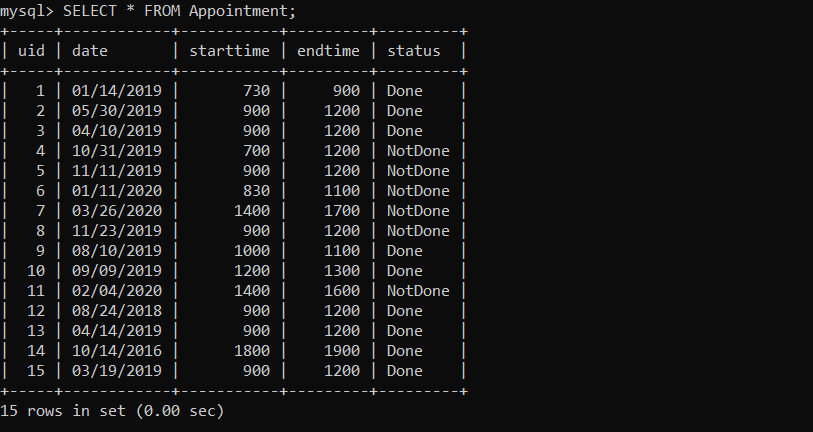 mysql> SELECT * FROM Appointment;
+-----+------------+-----------+---------+---------+
| uid | date       | starttime | endtime | status  |
+-----+------------+-----------+---------+---------+
|   1 | 01/14/2019 |       730 |     900 | Done    |
|   2 | 05/30/2019 |       900 |    1200 | Done    |
|   3 | 04/10/2019 |       900 |    1200 | Done    |
|   4 | 10/31/2019 |       700 |    1200 | NotDone |
|   5 | 11/11/2019 |       900 |    1200 | NotDone |
|   6 | 01/11/2020 |       830 |    1100 | NotDone |
|   7 | 03/26/2020 |      1400 |    1700 | NotDone |
|   8 | 11/23/2019 |       900 |    1200 | NotDone |
|   9 | 08/10/2019 |      1000 |    1100 | Done    |
|  10 | 09/09/2019 |      1200 |    1300 | Done    |
|  11 | 02/04/2020 |      1400 |    1600 | NotDone |
|  12 | 08/24/2018 |       900 |    1200 | Done    |
|  13 | 04/14/2019 |       900 |    1200 | Done    |
|  14 | 10/14/2016 |      1800 |    1900 | Done    |
|  15 | 03/19/2019 |       900 |    1200 | Done    |
+-----+------------+-----------+---------+---------+
15 rows in set (0.00 sec)